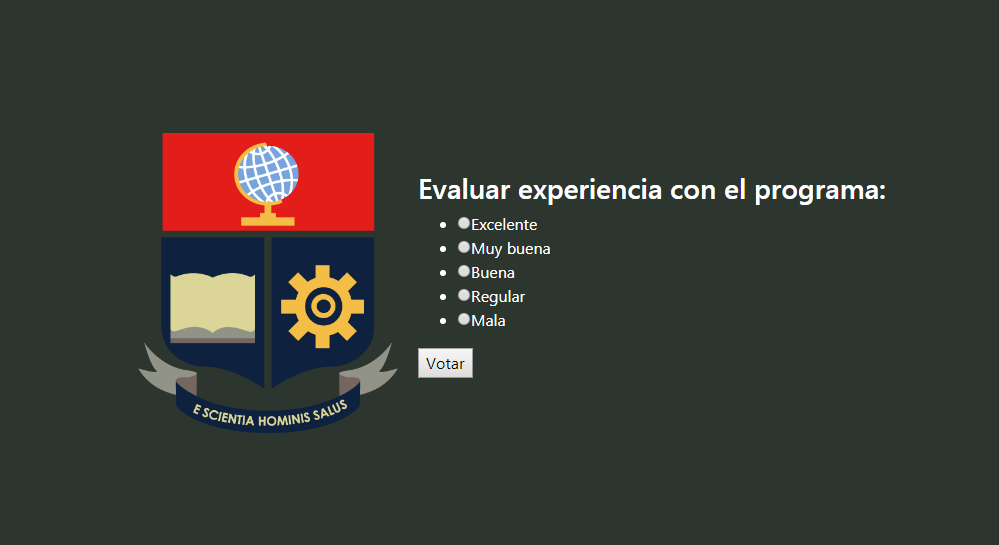 Evaluar experiencia con el programa:
Excelente
Muy buena
Buena
Regular
Mala
Votar
E SCIENTIA HOMINIS SALUS